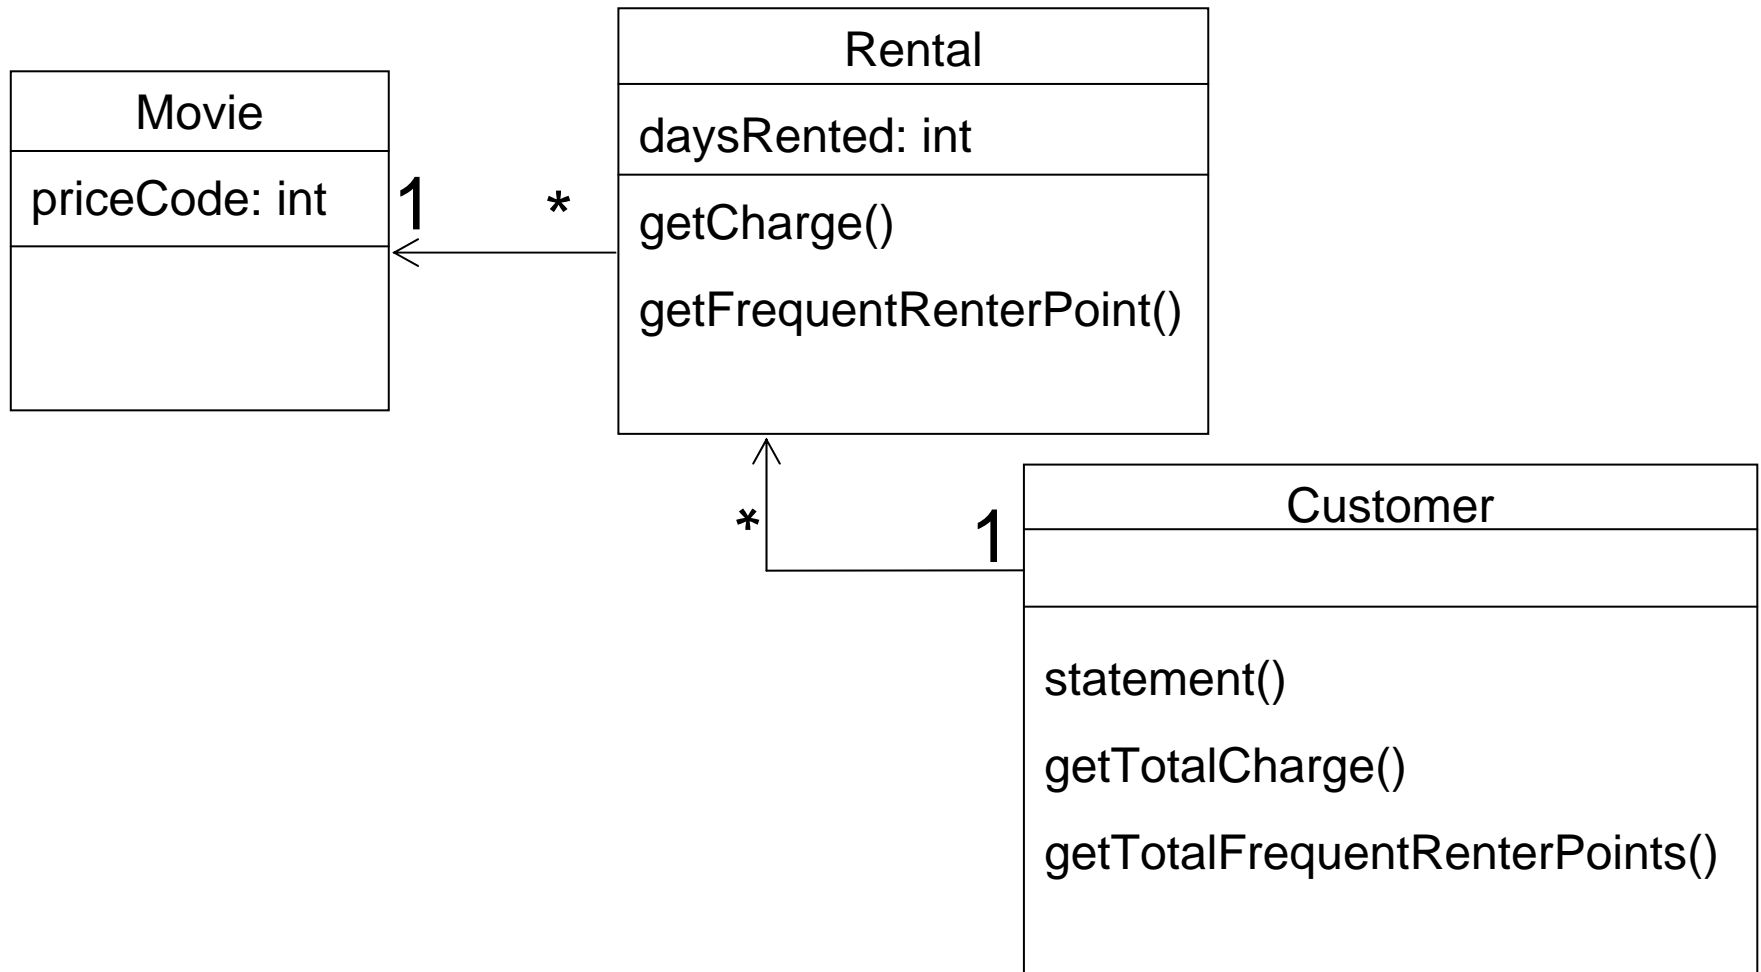 Movie
priceCode: int
1
*
Rental
daysRented: int
getCharge()
getFrequentRenterPoint()
*
1
Customer
statement()
getTotalCharge()
getTotalFrequentRenterPoints()